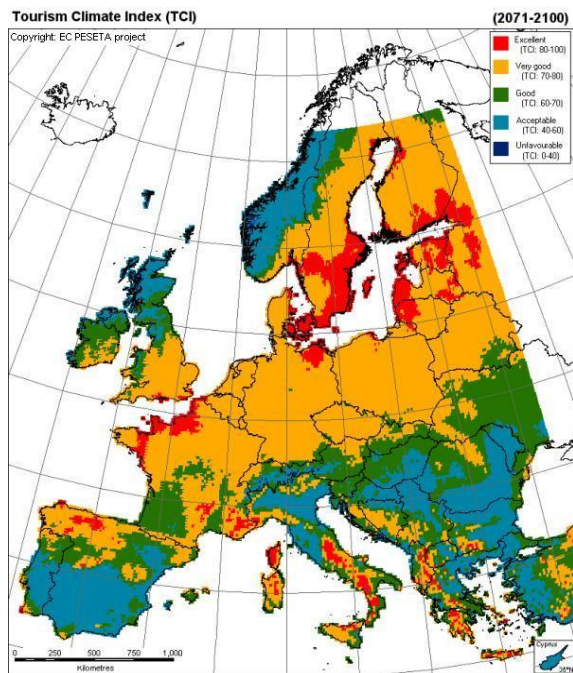 Tourism Climate Index (TCI) (2071-2100)
Copyright: EC PESETA project
Excellent
(TCI: 80-100)
Very good
(TCI: 70-80)
Good
(TCI: 60-70)
Acceptable
(TCI: 40-60)
Unfavourable
(TCI: 0-40)
0 250 500 750 1,000
Kilometres
Cyprus